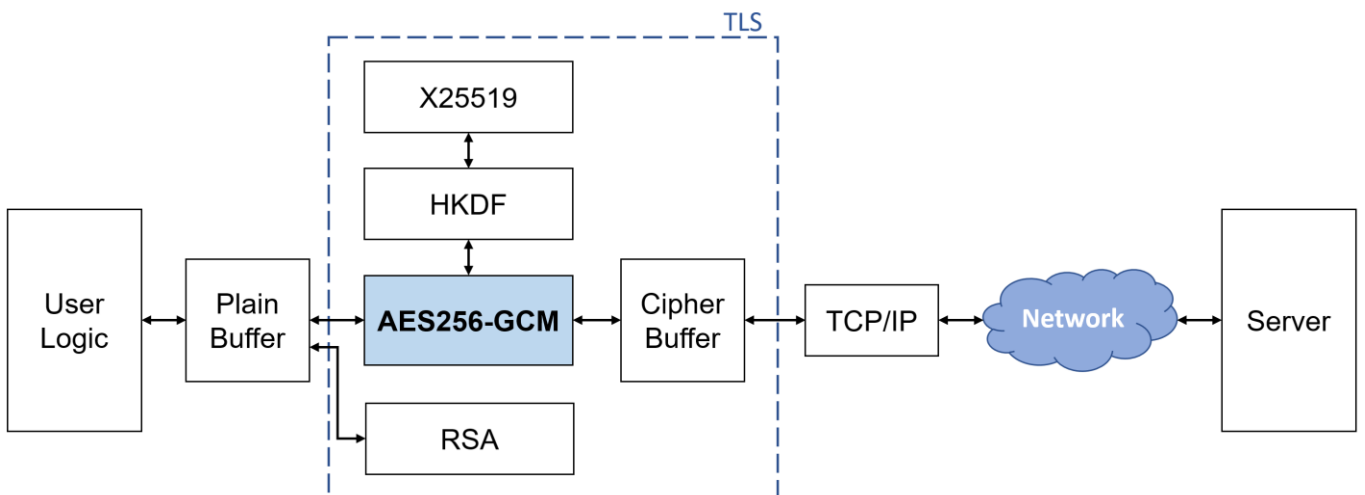 TLS
X25519
HKDF
User
Logic
Plain
Buffer
AES256-GCM
Cipher
Buffer
TCP/IP
Network
Server
RSA